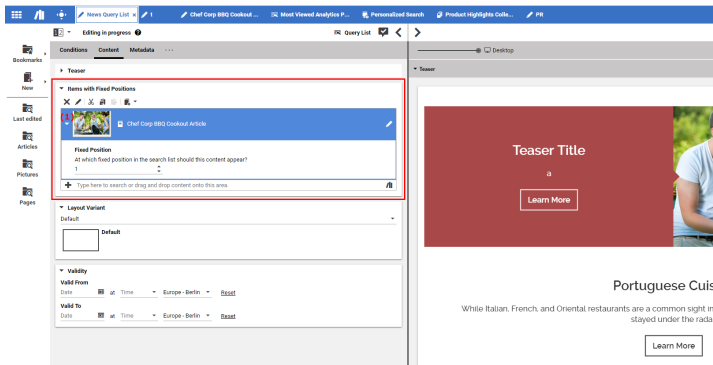 News Query List × 1 Chef Corp BBQ Cookout ... Most Viewed Analytics P... Personalized Search Product Highlights Colle... PR
Editing in progress Query List
Bookmarks
New
Last edited
Articles
Pictures
Pages
Conditions Content Metadata ...
Teaser
Items with Fixed Positions
(1)
Chef Corp BBQ Cookout Article
Fixed Position
At which fixed position in the search list should this content appear?
1
Type here to search or drag and drop content onto this area.
Layout Variant
Default
Default
Validity
Valid From
Date at Time Europe - Berlin Reset
Valid To
Date at Time Europe - Berlin Reset
Desktop
Teaser
Teaser Title
a
Learn More
Portuguese Cuis
While Italian, French, and Oriental restaurants are a common sight in
stayed under the rada
Learn More